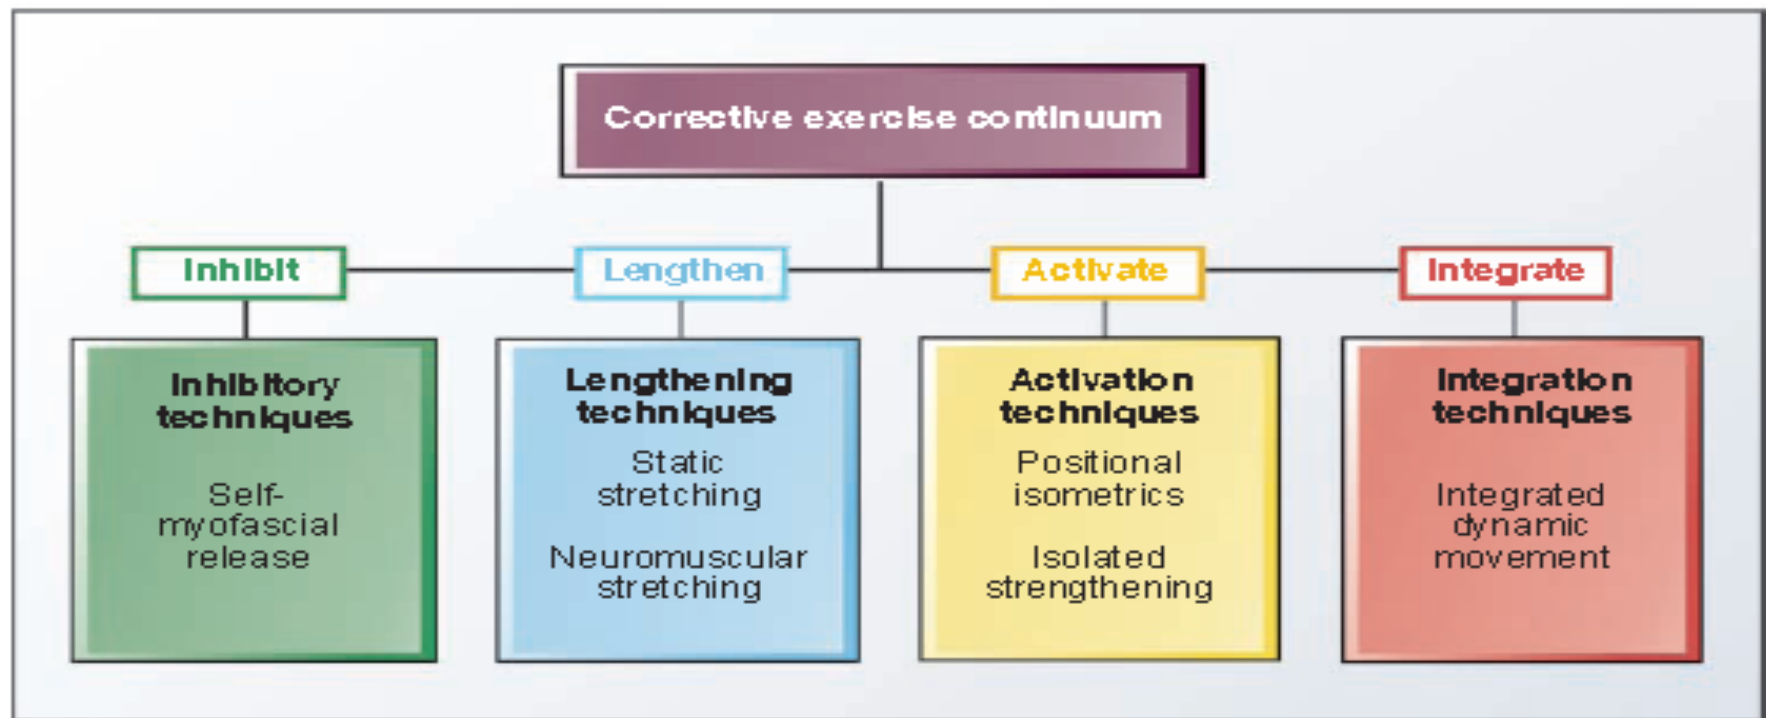 Corrective exercise continuum
Inhibit
Lengthen
Activate
Integrate
Inhibitory
techniques
Self-
myofascial
release
Lengthening
techniques
Static
stretching
Neuromuscular
stretching
Activation
techniques
Positional
isometrics
Isolated
strengthening
Integration
techniques
Integrated
dynamic
movement